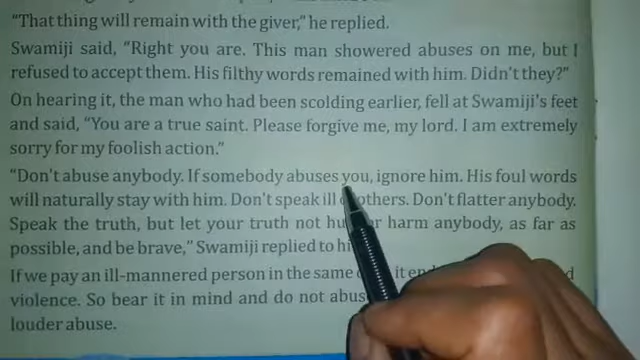 "That thing will remain with the giver," he replied.
Swamiji said, "Right you are. This man showered abuses on me, but I
refused to accept them. His filthy words remained with him. Didn't they?"
On hearing it, the man who had been scolding earlier, fell at Swamiji's feet
and said, "You are a true saint. Please forgive me, my lord. I am extremely
sorry for my foolish action."
"Don't abuse anybody. If somebody abuses you, ignore him. His foul words
will naturally stay with him. Don't speak ill others. Don't flatter anybody.
Speak the truth, but let your truth not harm anybody, as far as
possible, and be brave," Swamiji replied to
If we pay an ill-mannered person in the same it
violence. So bear it in mind and do not
louder abuse.